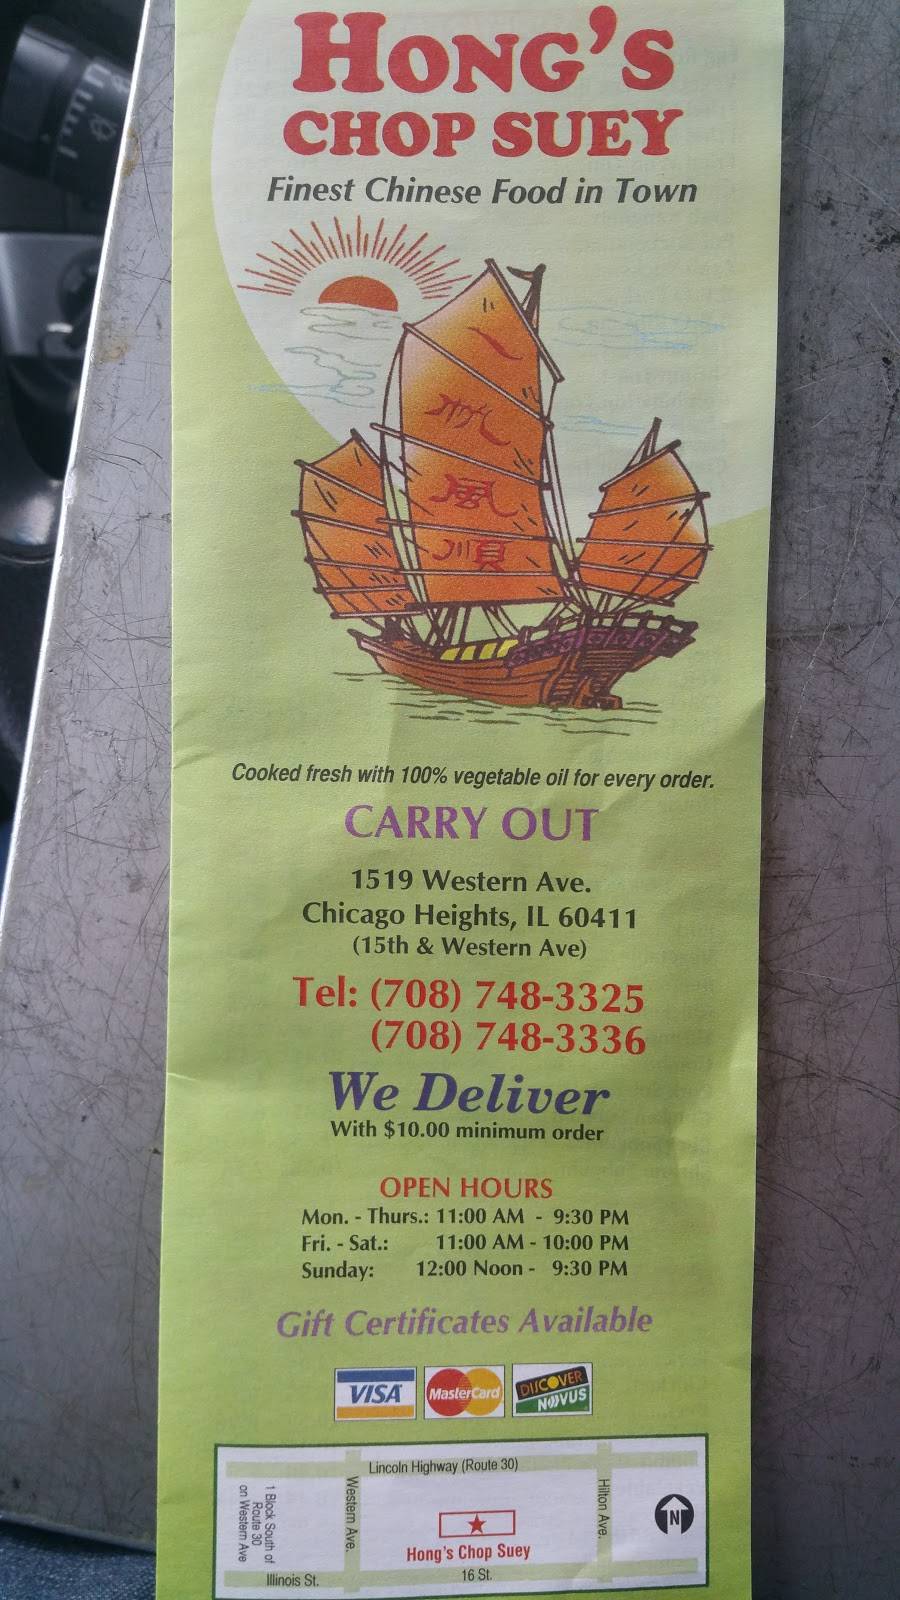 HONG'S
CHOP SUEY
Finest Chinese Food in Town
一
帆
風
順
Cooked fresh with 100% vegetable oil for every order.
CARRY OUT
1519 Western Ave.
Chicago Heights, IL 60411
(15th & Western Ave)
Tel: (708) 748-3325
(708) 748-3336
We Deliver
With $10.00 minimum order
OPEN HOURS
Mon. - Thurs.: 11:00 AM - 9:30 PM
Fri. - Sat.: 11:00 AM - 10:00 PM
Sunday: 12:00 Noon - 9:30 PM
Gift Certificates Available
VISA
MasterCard
DISCOVER
NOVUS
Lincoln Highway (Route 30)
1 Block South of
Route 30
on Western Ave
Western Ave.
Hilton Ave.
N
Hong's Chop Suey
Illinois St.
16 St.